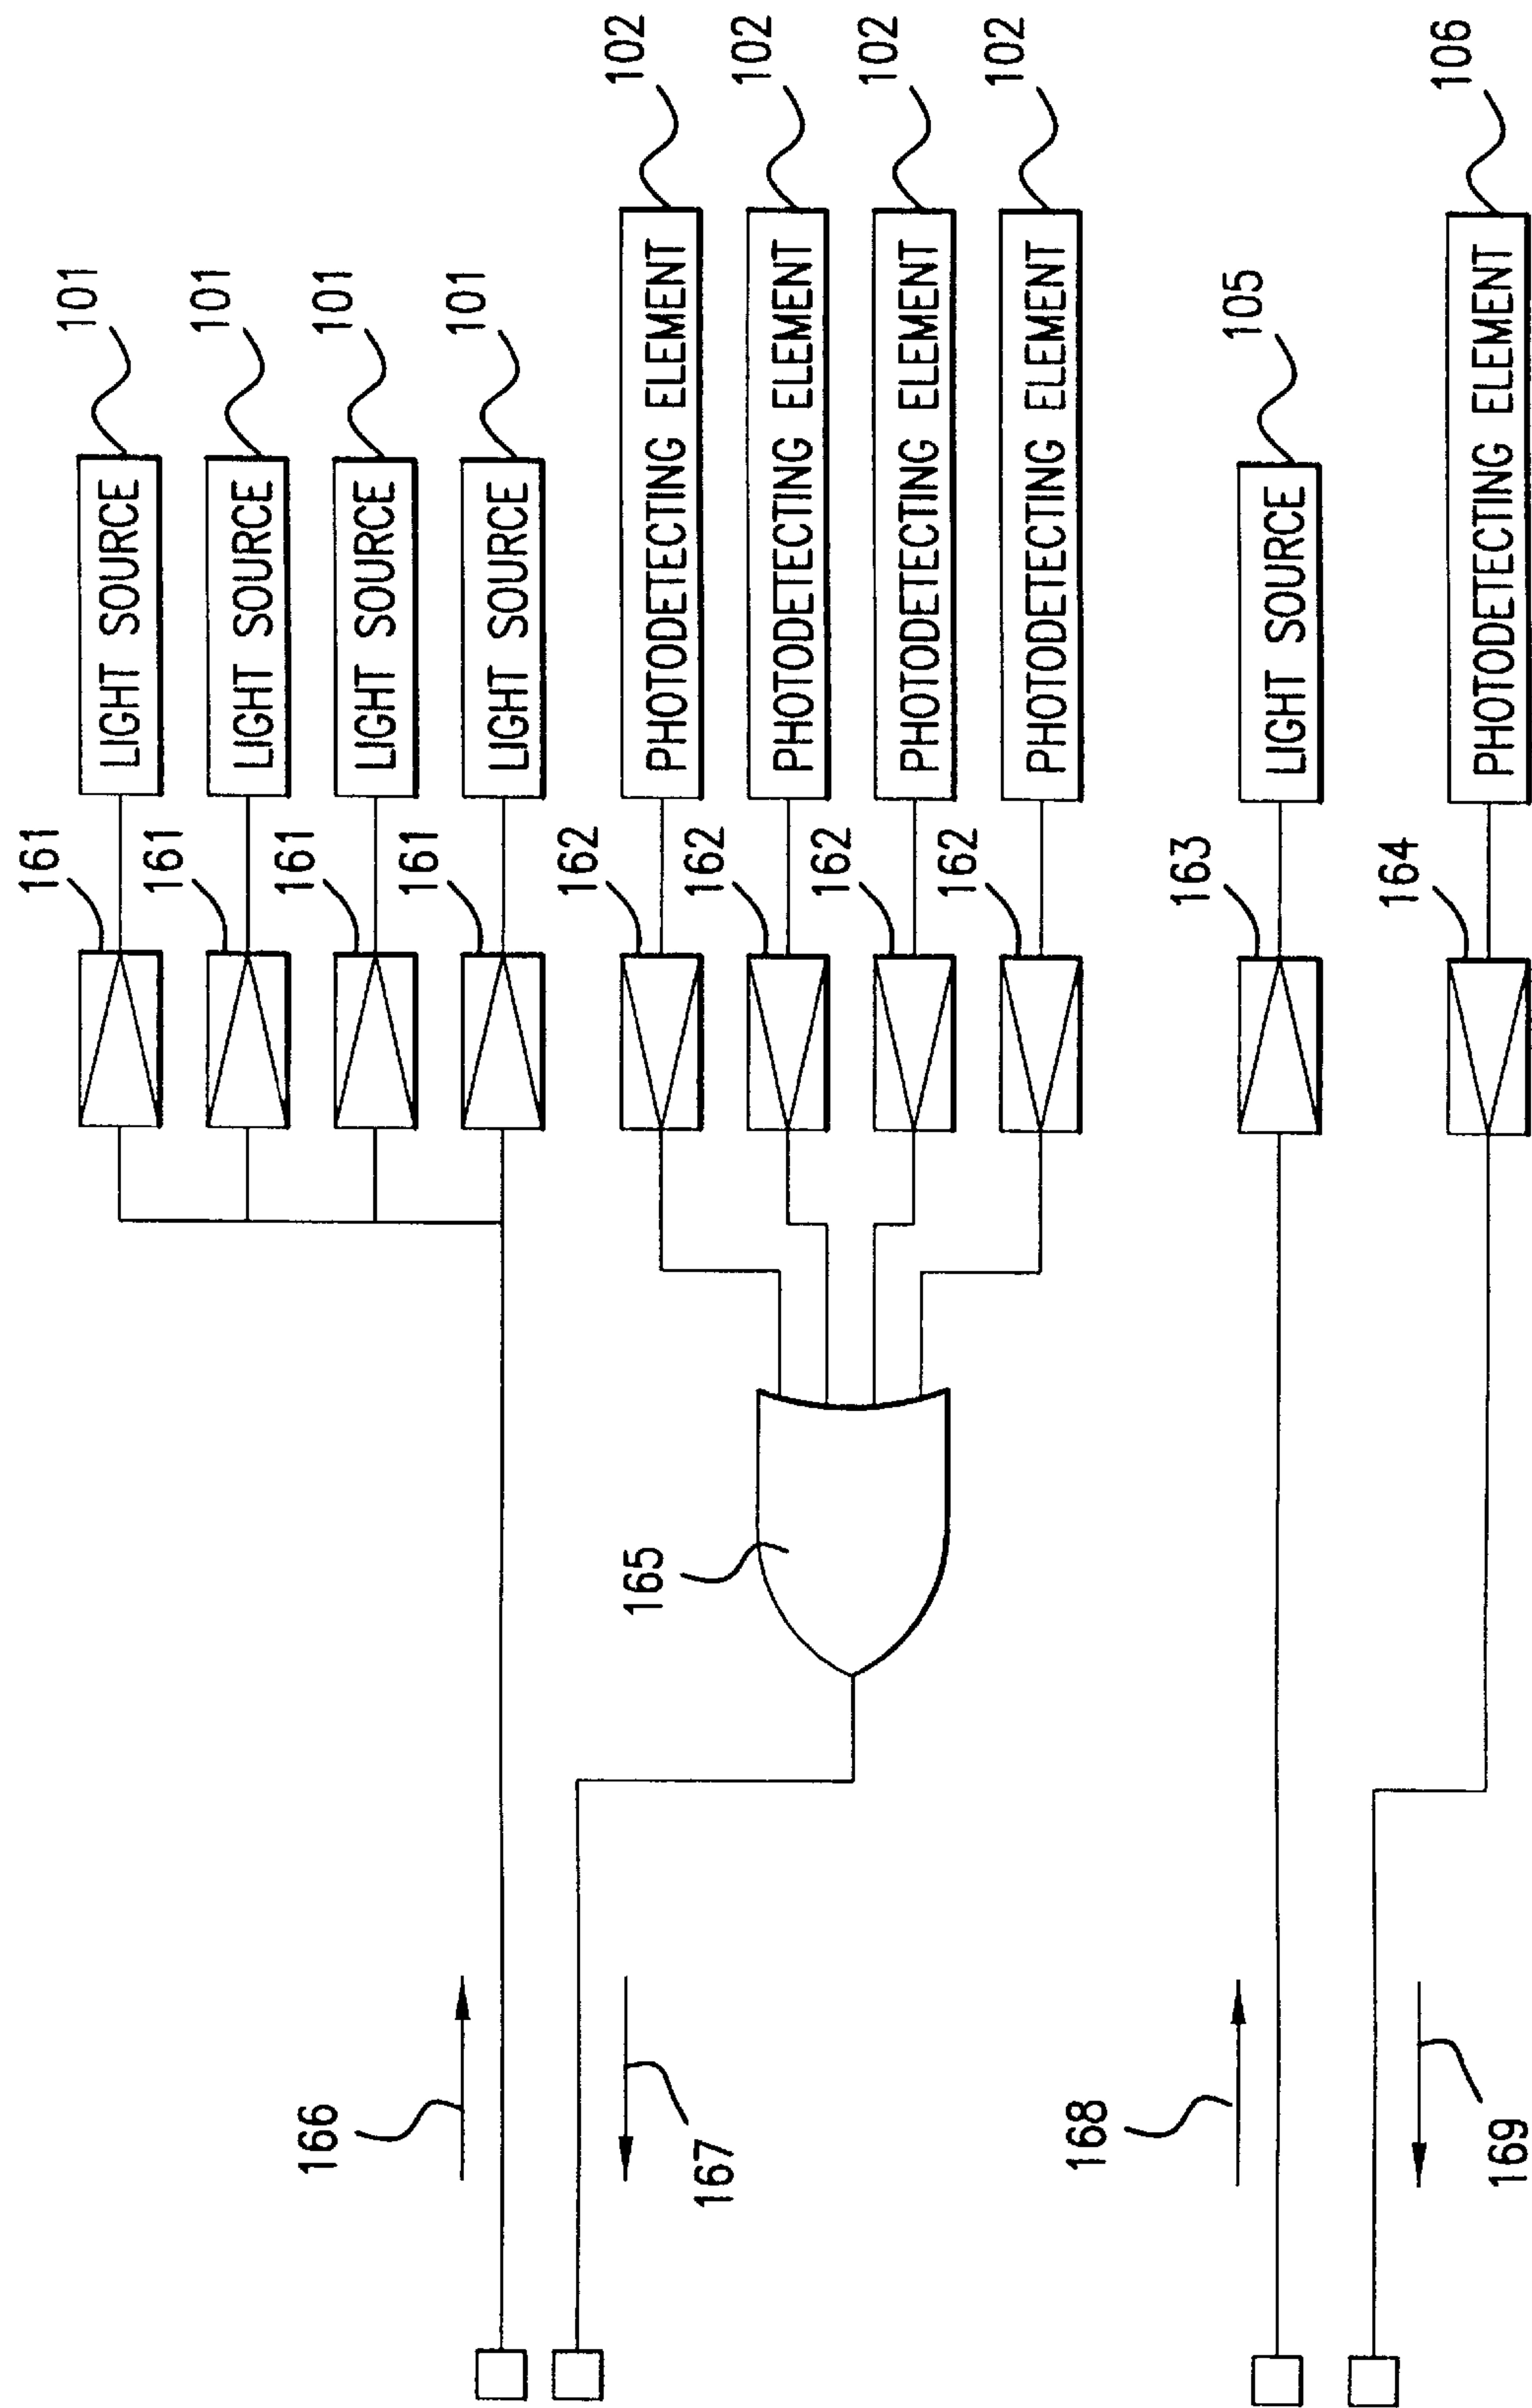 101
LIGHT SOURCE
161
101
LIGHT SOURCE
161
101
LIGHT SOURCE
161
101
LIGHT SOURCE
161
102
PHOTODETECTING ELEMENT
162
102
PHOTODETECTING ELEMENT
162
102
PHOTODETECTING ELEMENT
162
102
PHOTODETECTING ELEMENT
162
165
166
167
105
LIGHT SOURCE
163
168
106
PHOTODETECTING ELEMENT
164
169